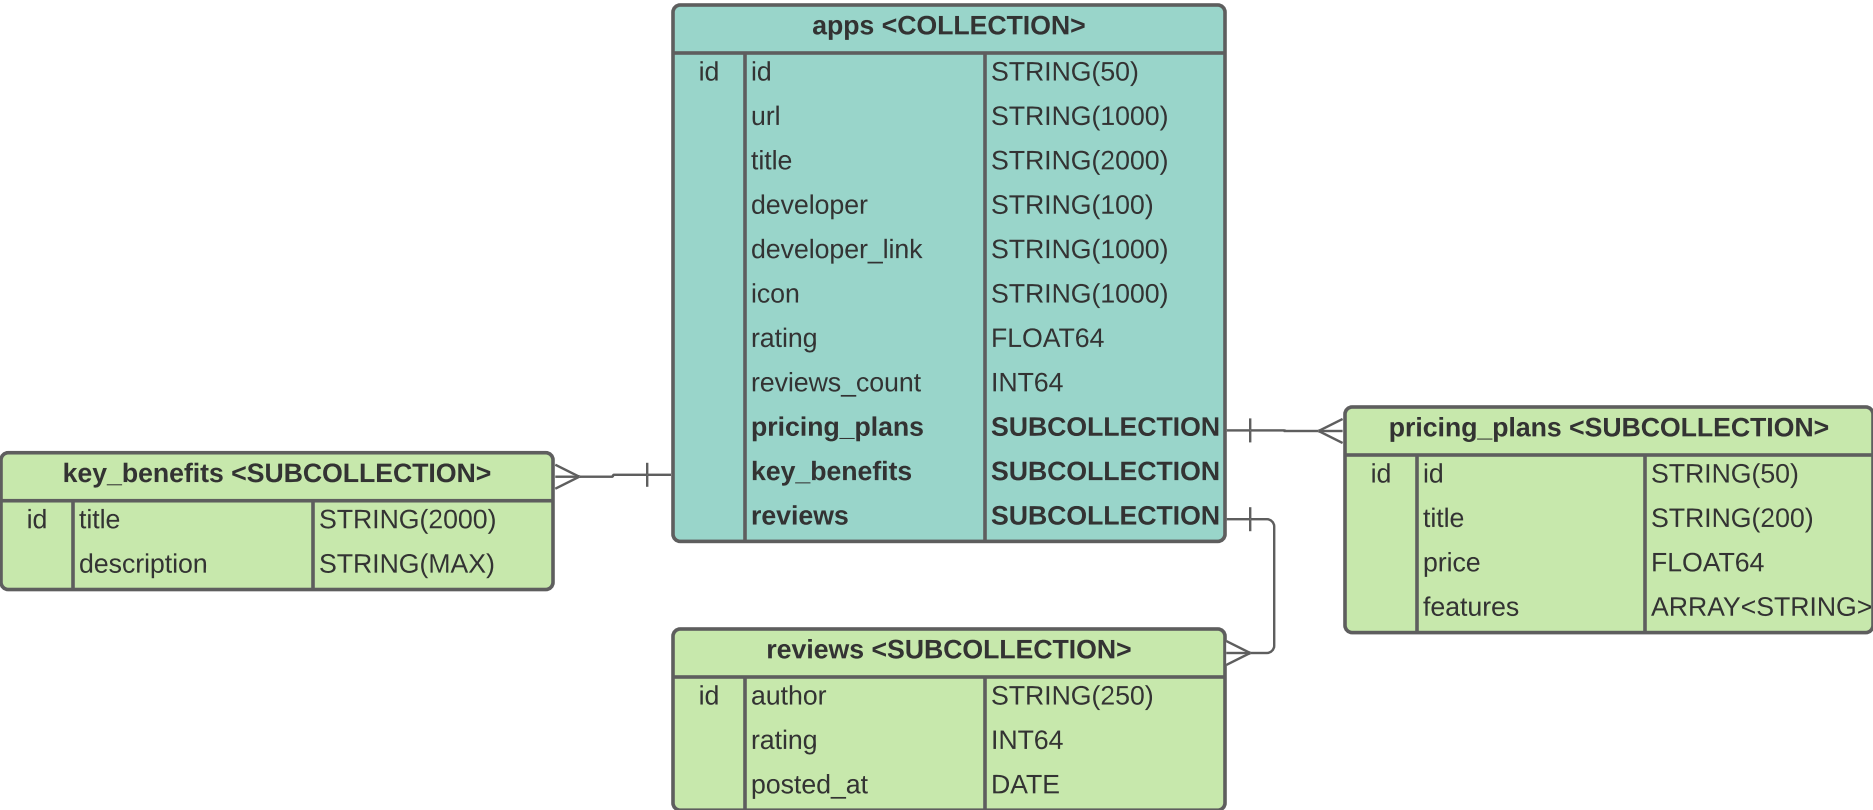 apps <COLLECTION>
id id STRING(50)
url STRING(1000)
title STRING(2000)
developer STRING(100)
developer_link STRING(1000)
icon STRING(1000)
rating FLOAT64
reviews_count INT64
pricing_plans SUBCOLLECTION
key_benefits SUBCOLLECTION
reviews SUBCOLLECTION
key_benefits <SUBCOLLECTION>
id title STRING(2000)
description STRING(MAX)
pricing_plans <SUBCOLLECTION>
id id STRING(50)
title STRING(200)
price FLOAT64
features ARRAY<STRING>
reviews <SUBCOLLECTION>
id author STRING(250)
rating INT64
posted_at DATE